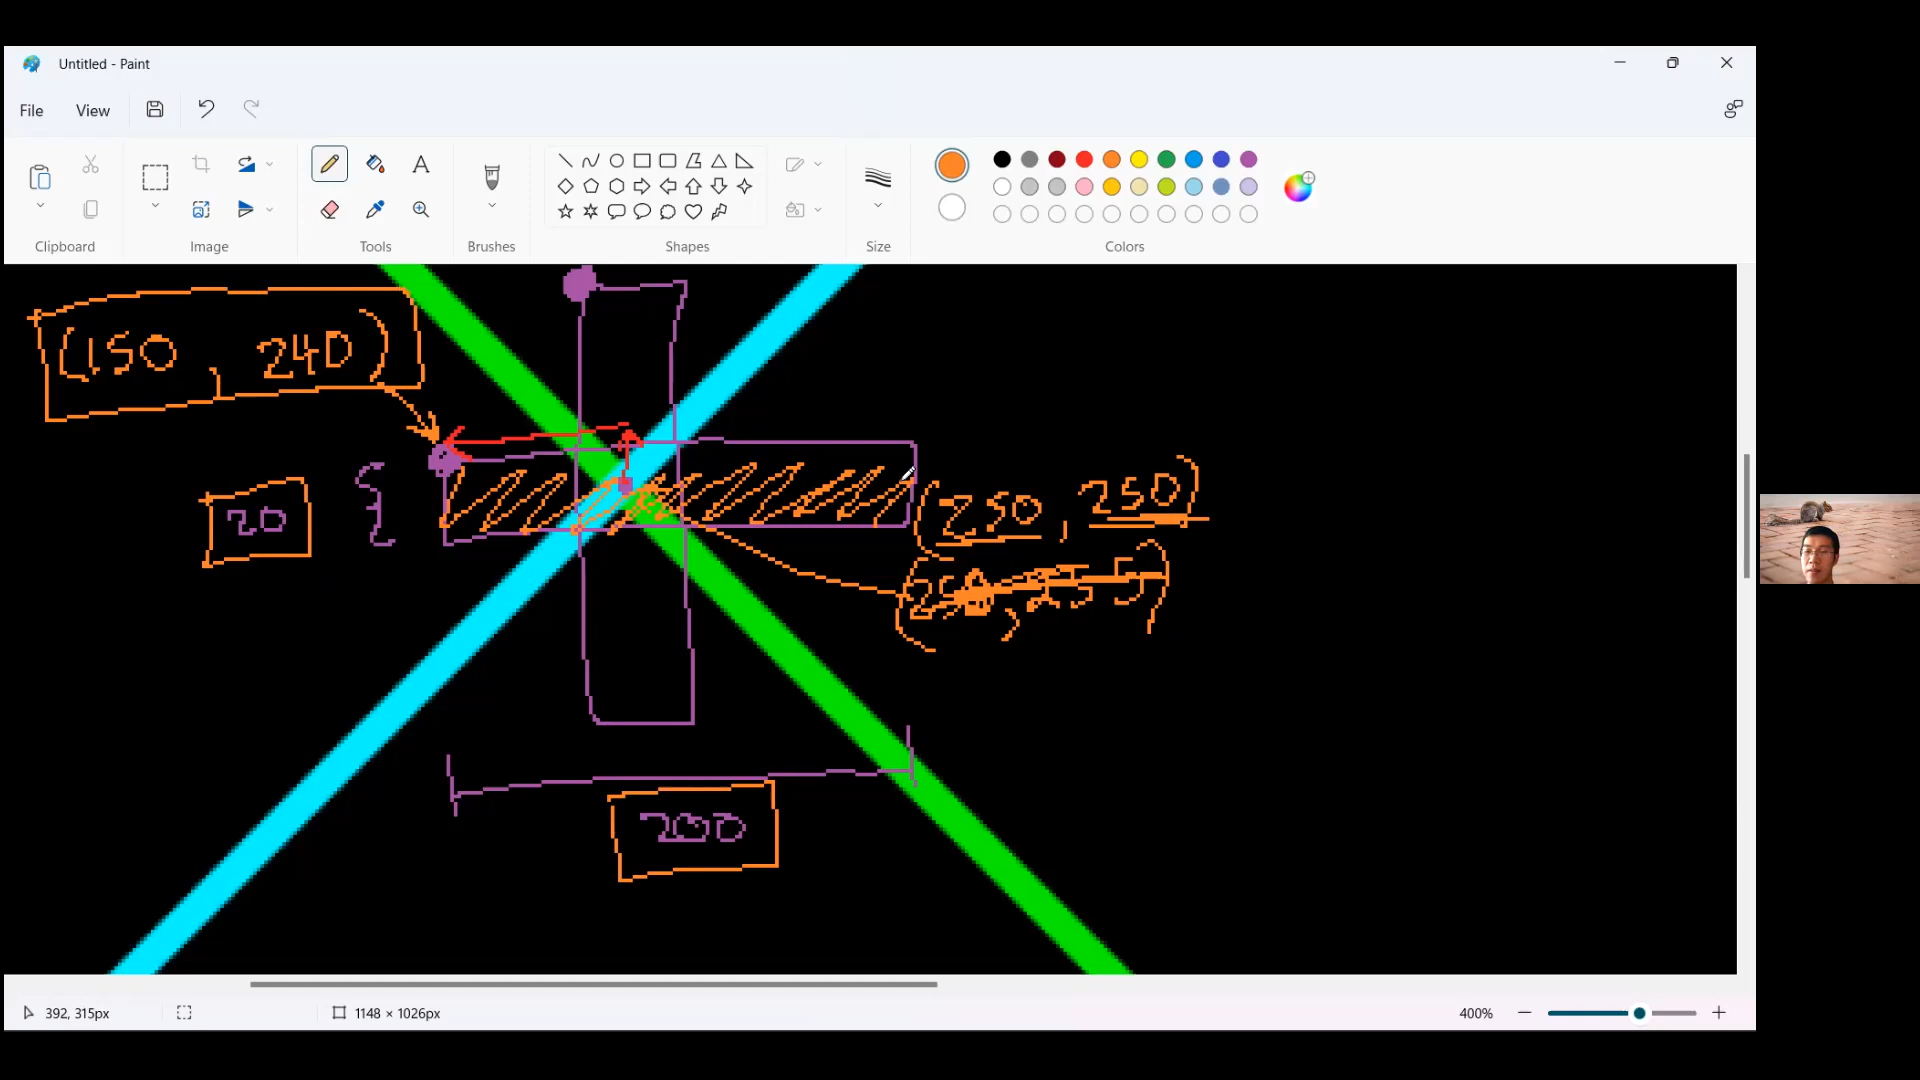 Untitled - Paint
File View
Clipboard Image Tools Brushes Shapes Size Colors
(150, 240)
20
(250, 250)
200
392, 315px 1148 × 1026px 400%